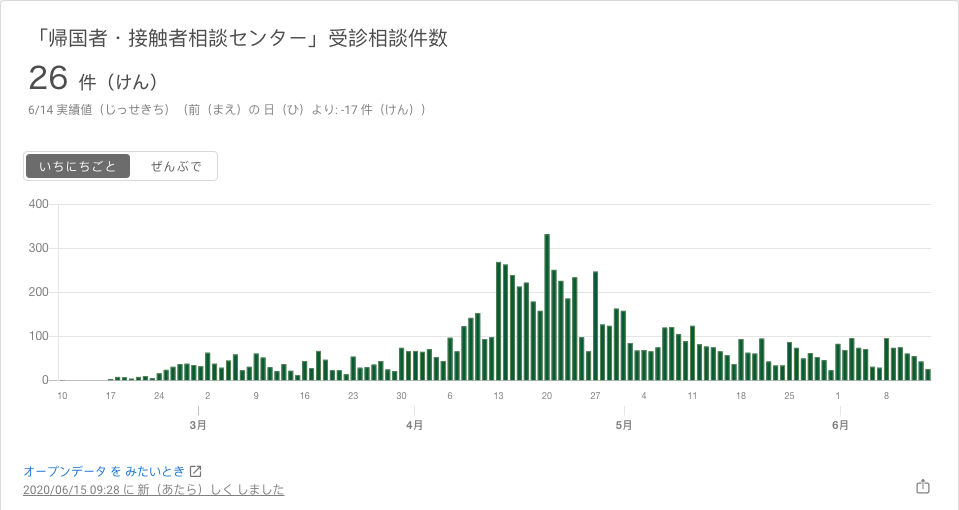 「帰国者・接触者相談センター」受診相談件数
26 件（けん）
6/14 実績値（じっせきち）（前（まえ）の 日（ひ）より: -17 件（けん））
いちにちごと ぜんぶで
400
300
200
100
0
10 17 24 2 9 16 23 30 6 13 20 27 4 11 18 25 1 8
3月 4月 5月 6月
オープンデータ を みたいとき
2020/06/15 09:28 に 新（あたら）しく しました